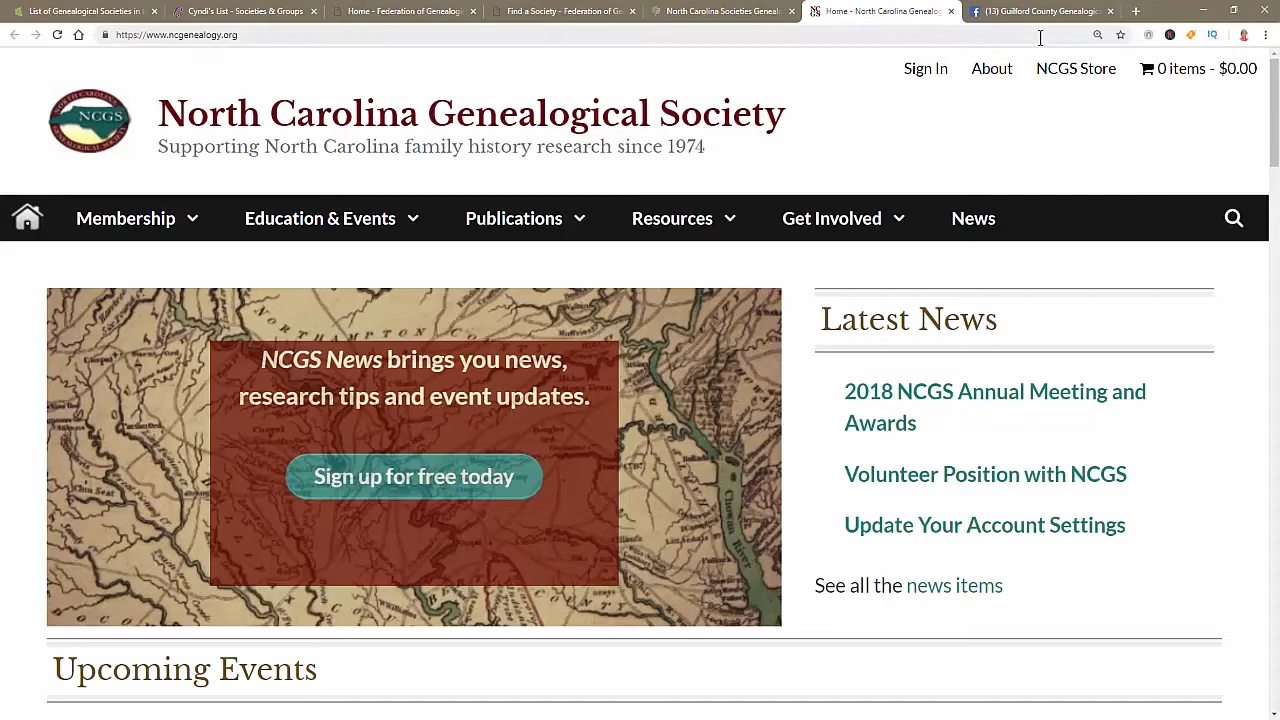 List of Genealogical Societies in
Cyndi's List - Societies & Groups
Home - Federation of Genealogi
Find a Society - Federation of Ge
North Carolina Societies Geneal
Home - North Carolina Genealog
(13) Guilford County Genealogic
https://www.ncgenealogy.org
Sign In
About
NCGS Store
0 items - $0.00
NCGS
North Carolina Genealogical Society
Supporting North Carolina family history research since 1974
Membership
Education & Events
Publications
Resources
Get Involved
News
NORTHAMPTON CO
NCGS News brings you news,
research tips and event updates.
Sign up for free today
Chowan River
Latest News
2018 NCGS Annual Meeting and
Awards
Volunteer Position with NCGS
Update Your Account Settings
See all the news items
Upcoming Events